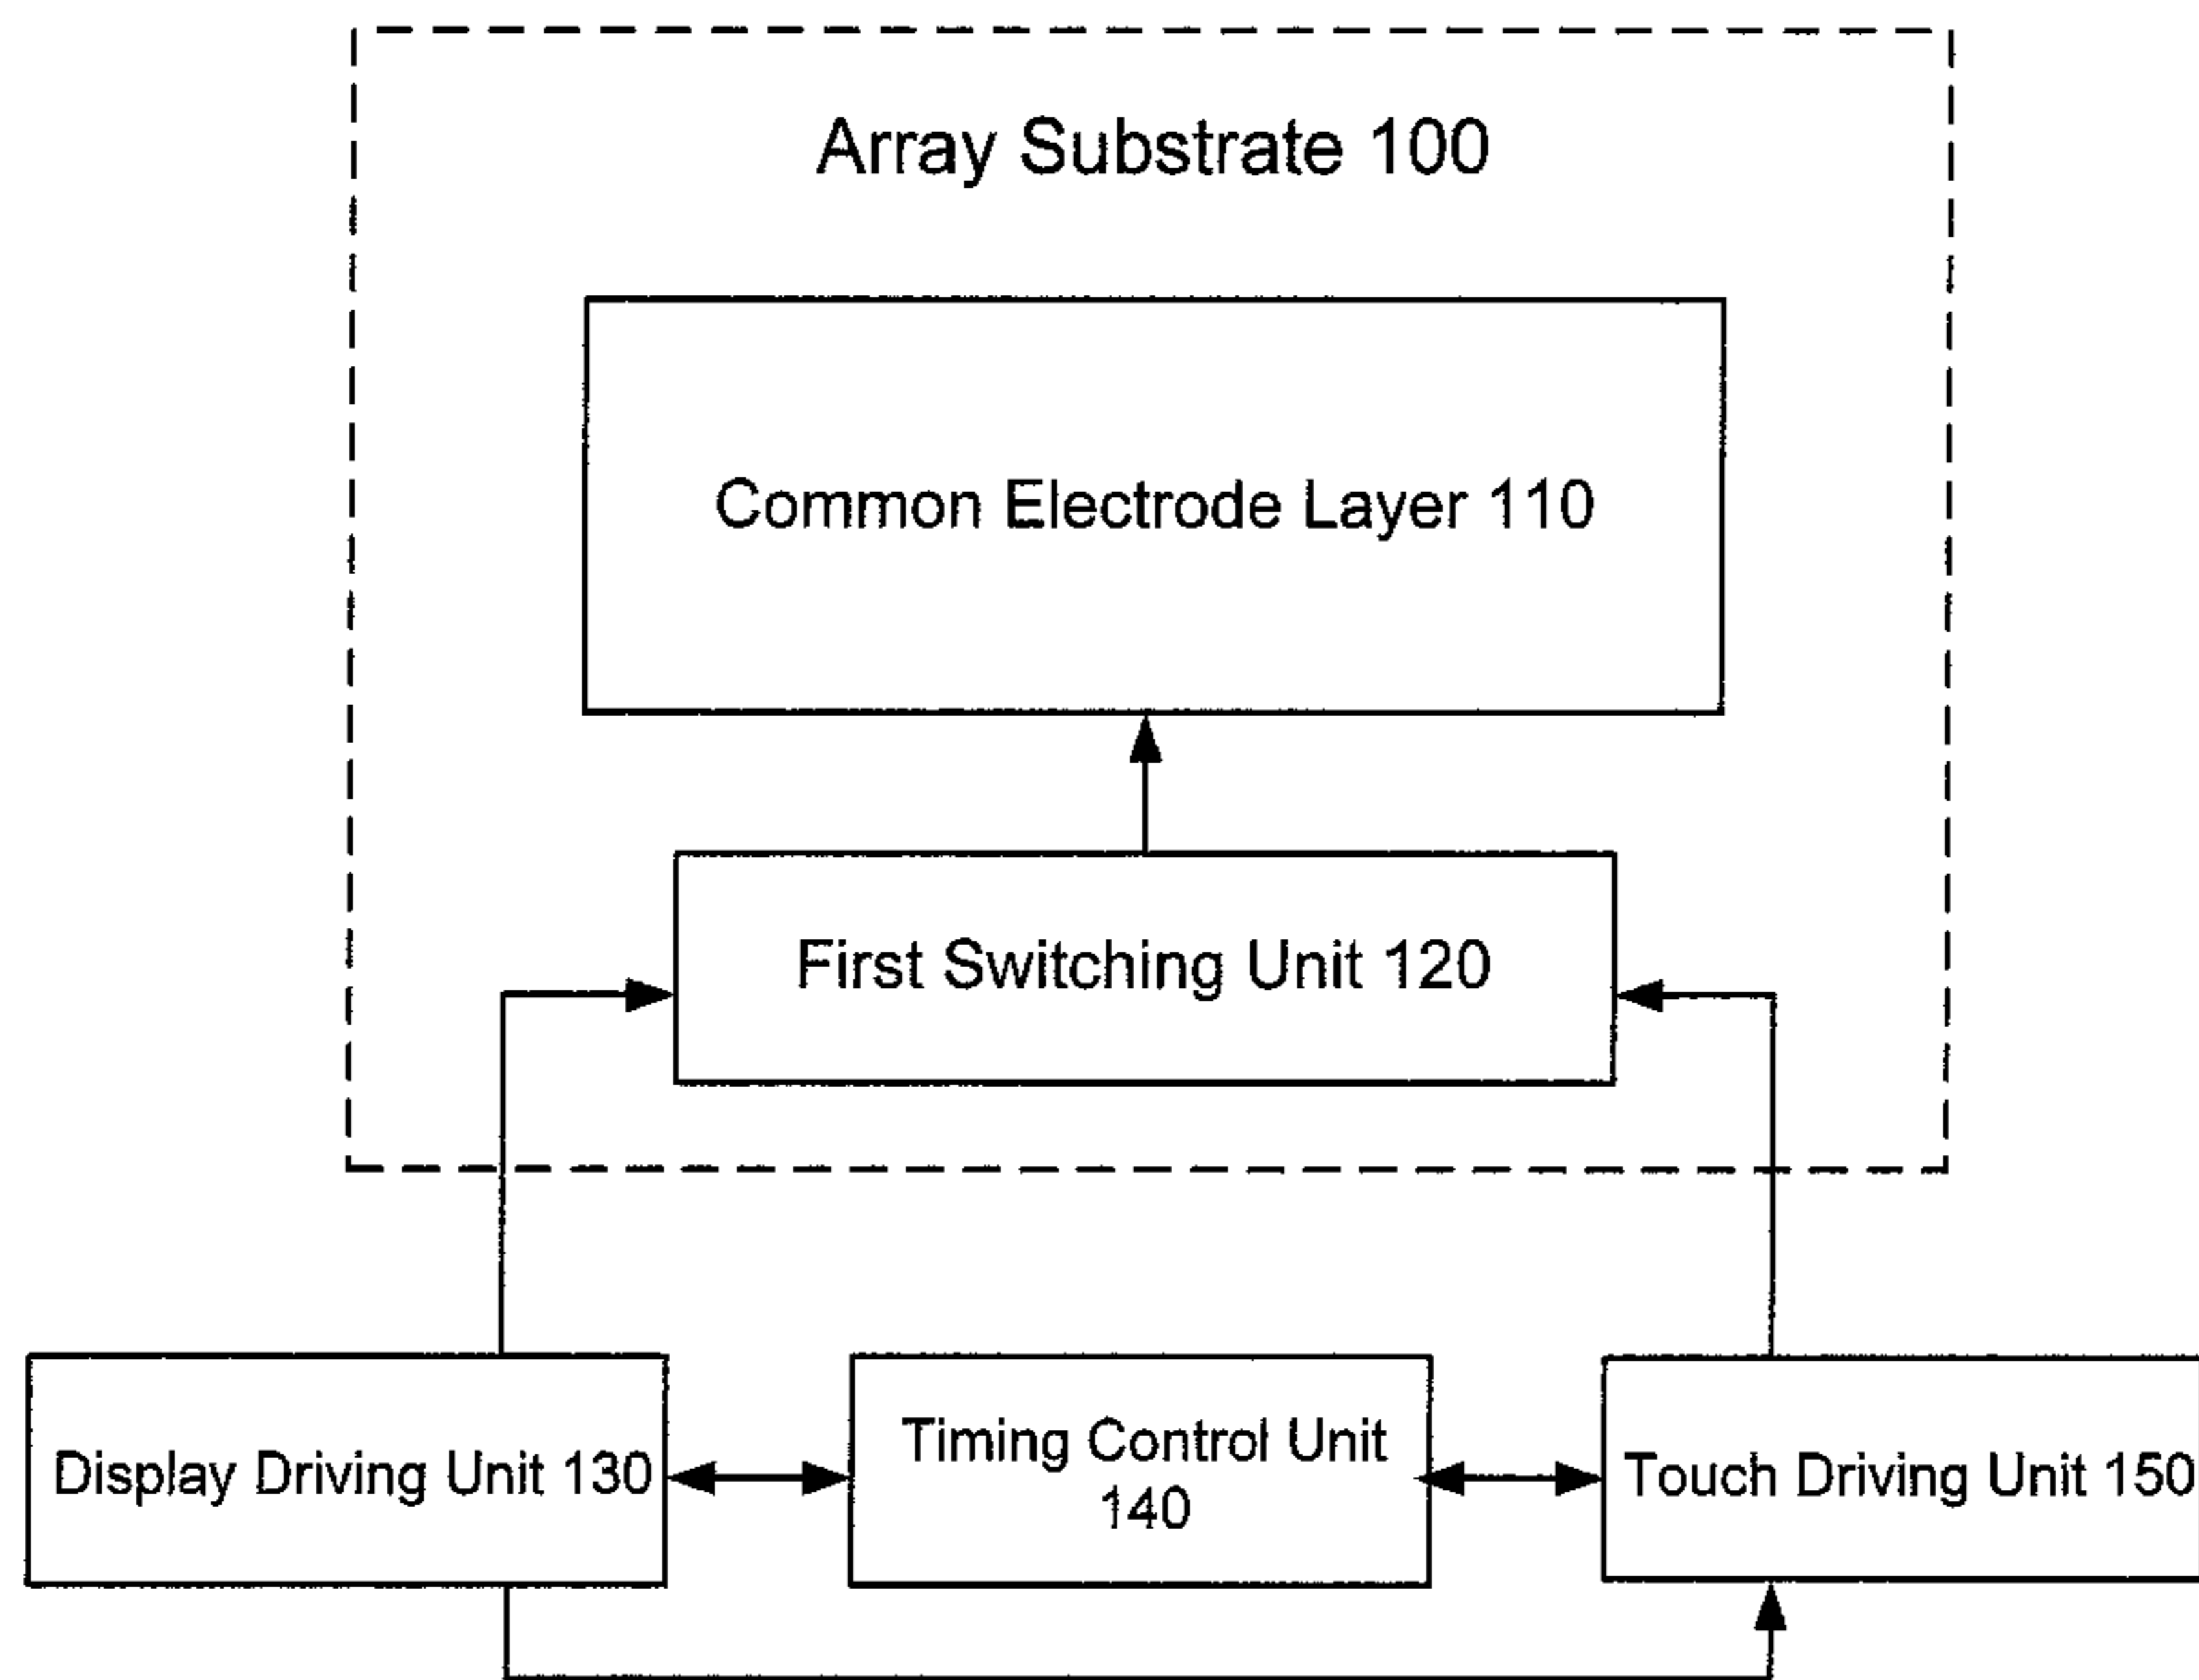 Array Substrate 100
Common Electrode Layer 110
First Switching Unit 120
Display Driving Unit 130
Timing Control Unit
140
Touch Driving Unit 150